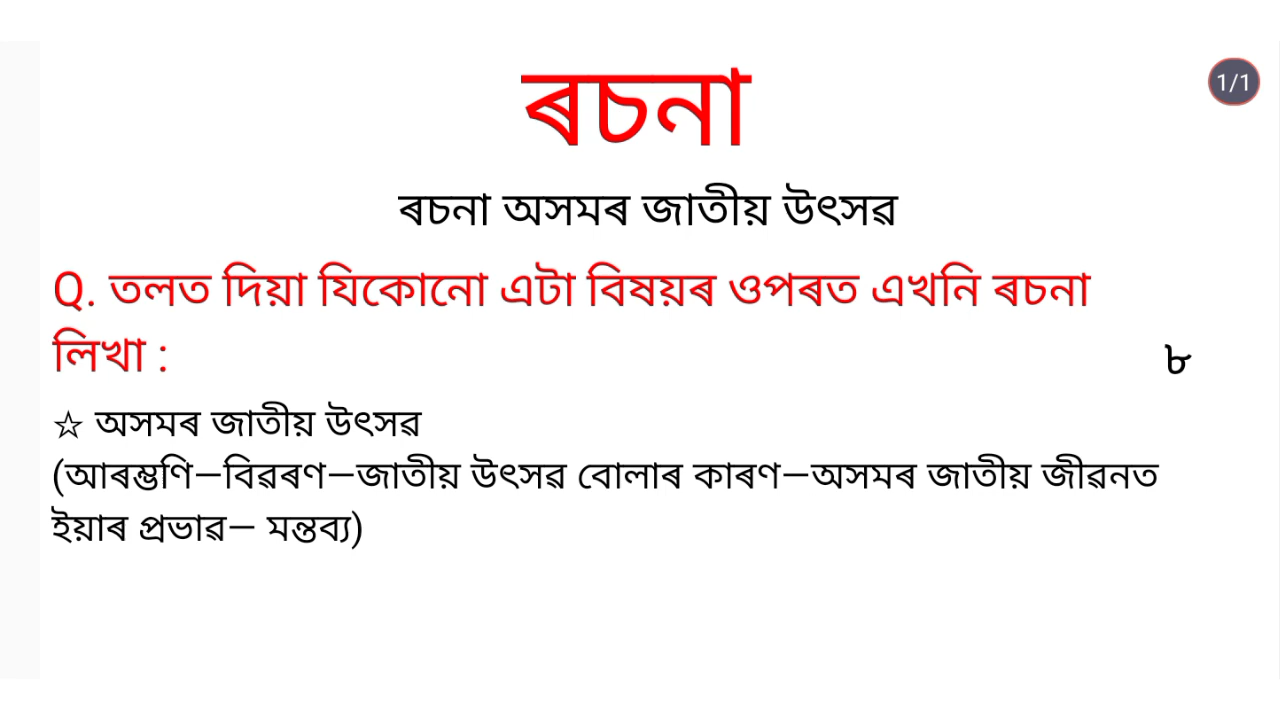 ৰচনা
1/1
ৰচনা অসমৰ জাতীয় উৎসৱ
Q. তলত দিয়া যিকোনো এটা বিষয়ৰ ওপৰত এখনি ৰচনা
লিখা : ৮
☆ অসমৰ জাতীয় উৎসৱ
(আৰম্ভণি—বিৱৰণ—জাতীয় উৎসৱ বোলাৰ কাৰণ—অসমৰ জাতীয় জীৱনত
ইয়াৰ প্ৰভাৱ— মন্তব্য)